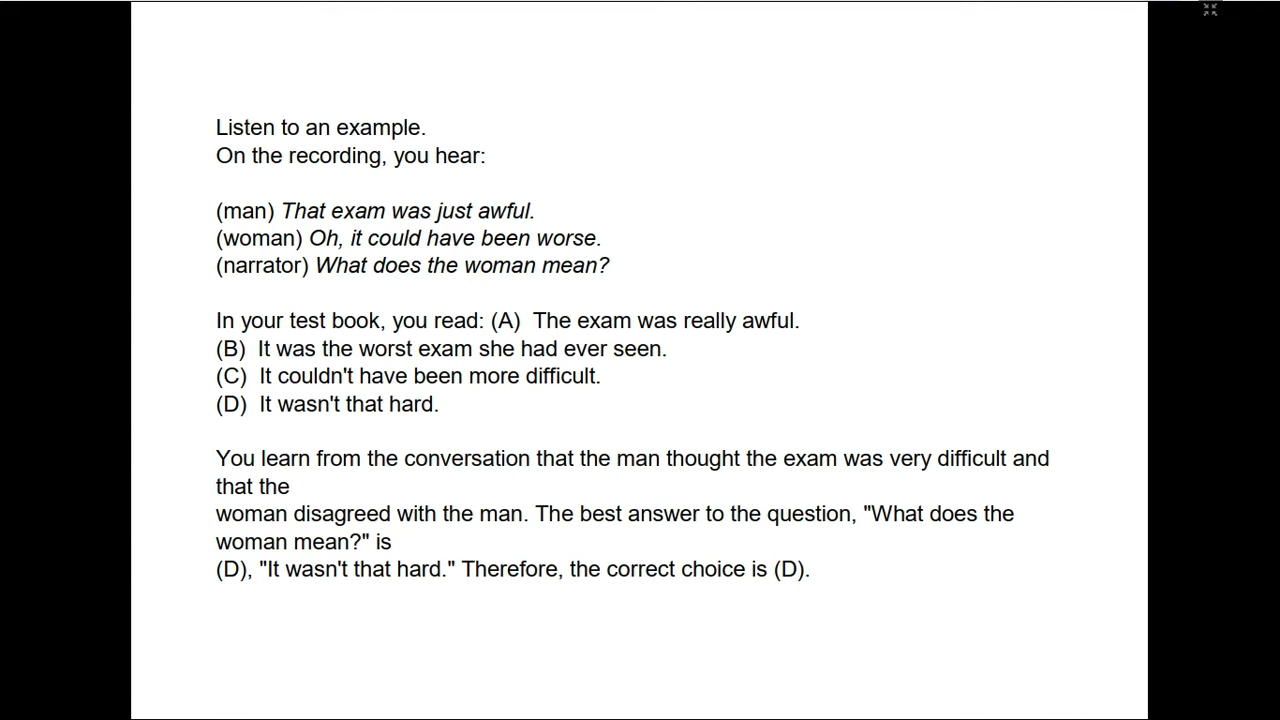 Listen to an example.
On the recording, you hear:
(man) That exam was just awful.
(woman) Oh, it could have been worse.
(narrator) What does the woman mean?
In your test book, you read: (A)  The exam was really awful.
(B)  It was the worst exam she had ever seen.
(C)  It couldn't have been more difficult.
(D)  It wasn't that hard.
You learn from the conversation that the man thought the exam was very difficult and
that the
woman disagreed with the man. The best answer to the question, "What does the
woman mean?" is
(D), "It wasn't that hard." Therefore, the correct choice is (D).